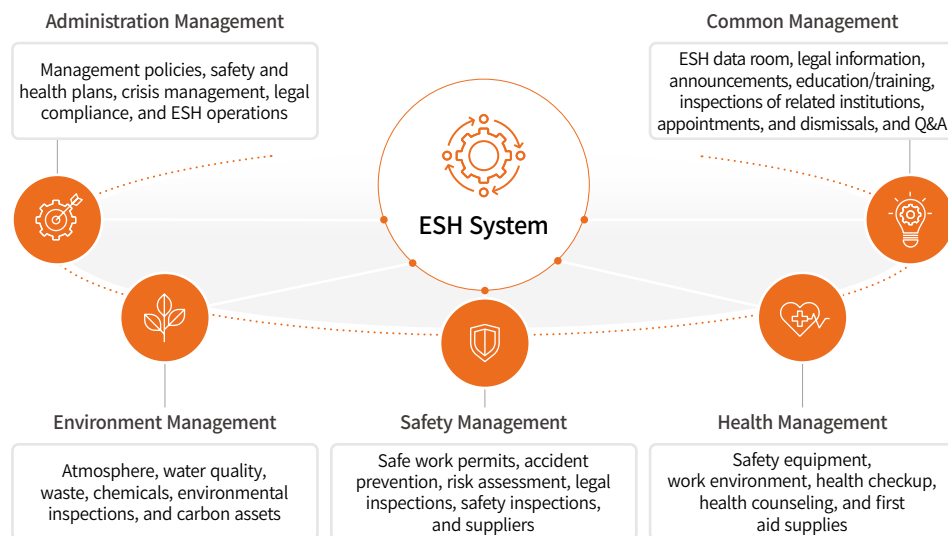 Administration Management
Management policies, safety and
health plans, crisis management, legal
compliance, and ESH operations
Common Management
ESH data room, legal information,
announcements, education/training,
inspections of related institutions,
appointments, and dismissals, and Q&A
ESH System
Environment Management
Atmosphere, water quality,
waste, chemicals, environmental
inspections, and carbon assets
Safety Management
Safe work permits, accident
prevention, risk assessment, legal
inspections, safety inspections,
and suppliers
Health Management
Safety equipment,
work environment, health checkup,
health counseling, and first
aid supplies